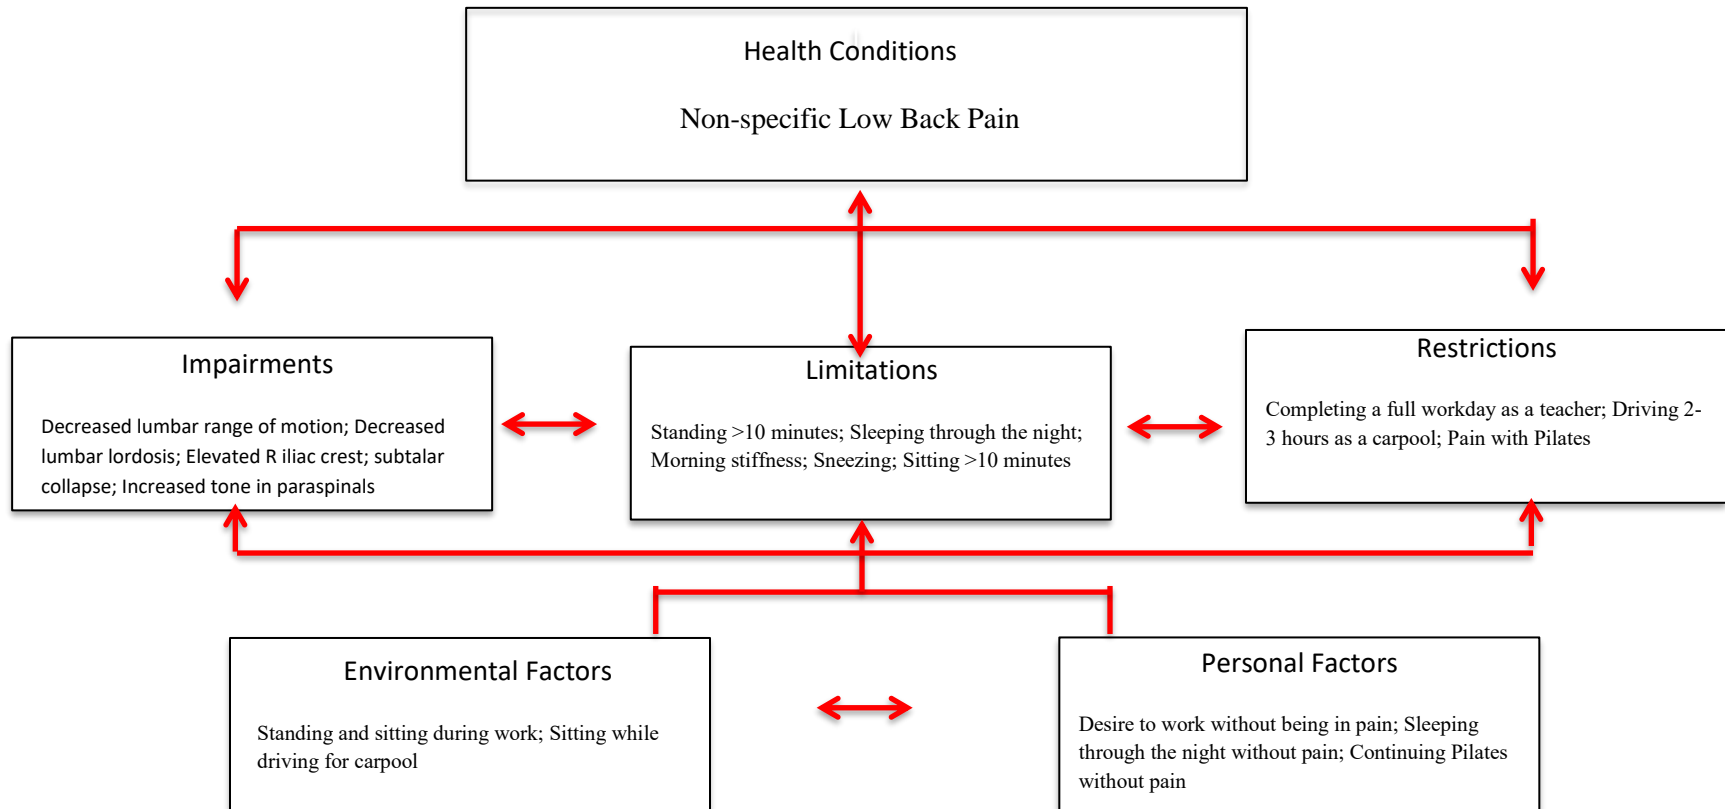 Health Conditions
Non-specific Low Back Pain
Impairments
Decreased lumbar range of motion; Decreased
lumbar lordosis; Elevated R iliac crest; subtalar
collapse; Increased tone in paraspinals
Limitations
Standing >10 minutes; Sleeping through the night;
Morning stiffness; Sneezing; Sitting >10 minutes
Restrictions
Completing a full workday as a teacher; Driving 2-
3 hours as a carpool; Pain with Pilates
Environmental Factors
Standing and sitting during work; Sitting while
driving for carpool
Personal Factors
Desire to work without being in pain; Sleeping
through the night without pain; Continuing Pilates
without pain